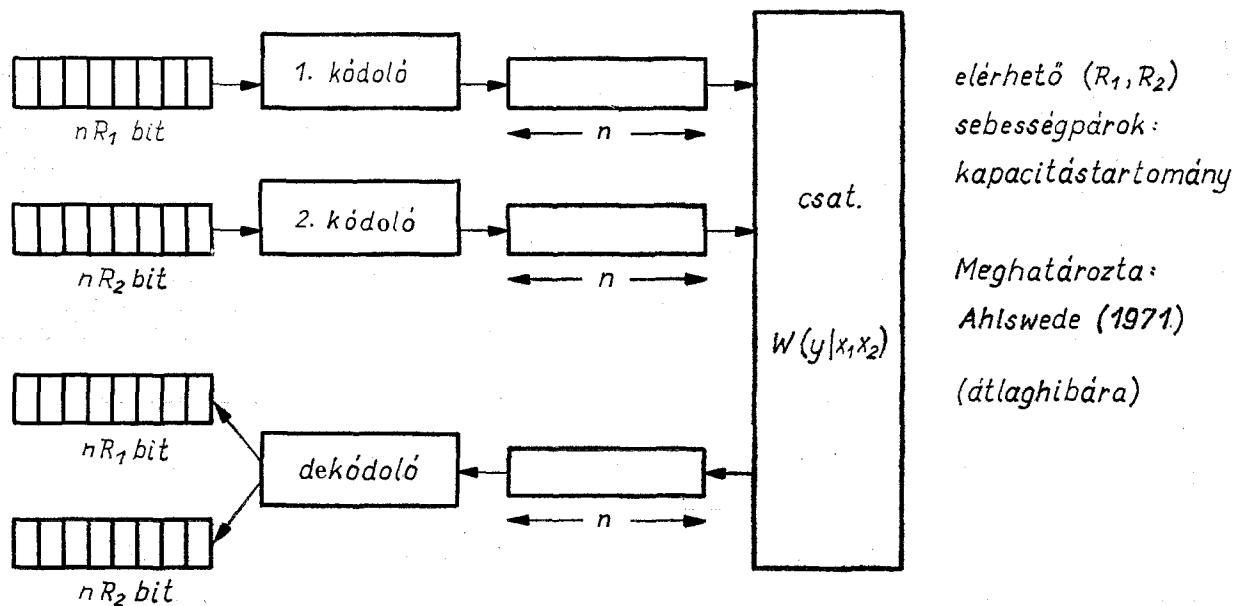 nR₁ bit
1. kódoló
n
nR₂ bit
2. kódoló
n
nR₁ bit
dekódoló
n
nR₂ bit
csat.
W(y|x₁x₂)
elérhető (R₁,R₂)
sebességpárok:
kapacitástartomány
Meghatározta:
Ahlswede (1971)
(átlaghibára)